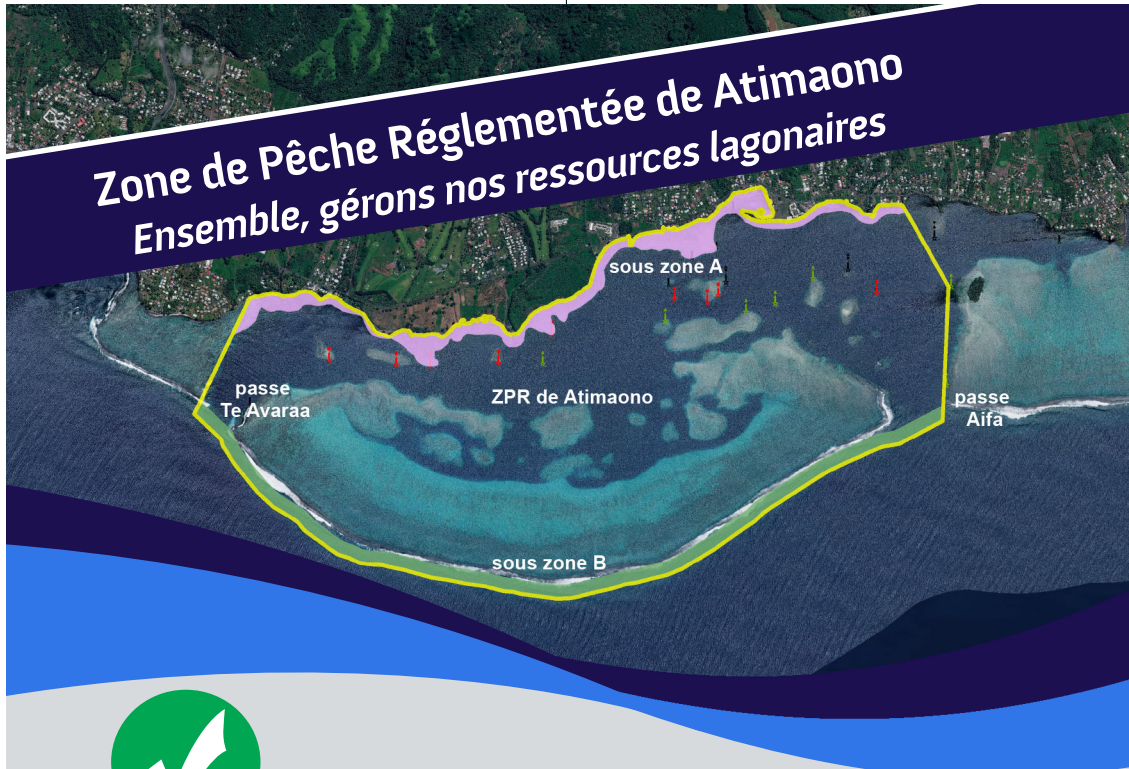 Zone de Pêche Réglementée de Atimaono
Ensemble, gérons nos ressources lagonaires
sous zone A
passe
Te Avaraa
ZPR de Atimaono
passe
Aifa
sous zone B